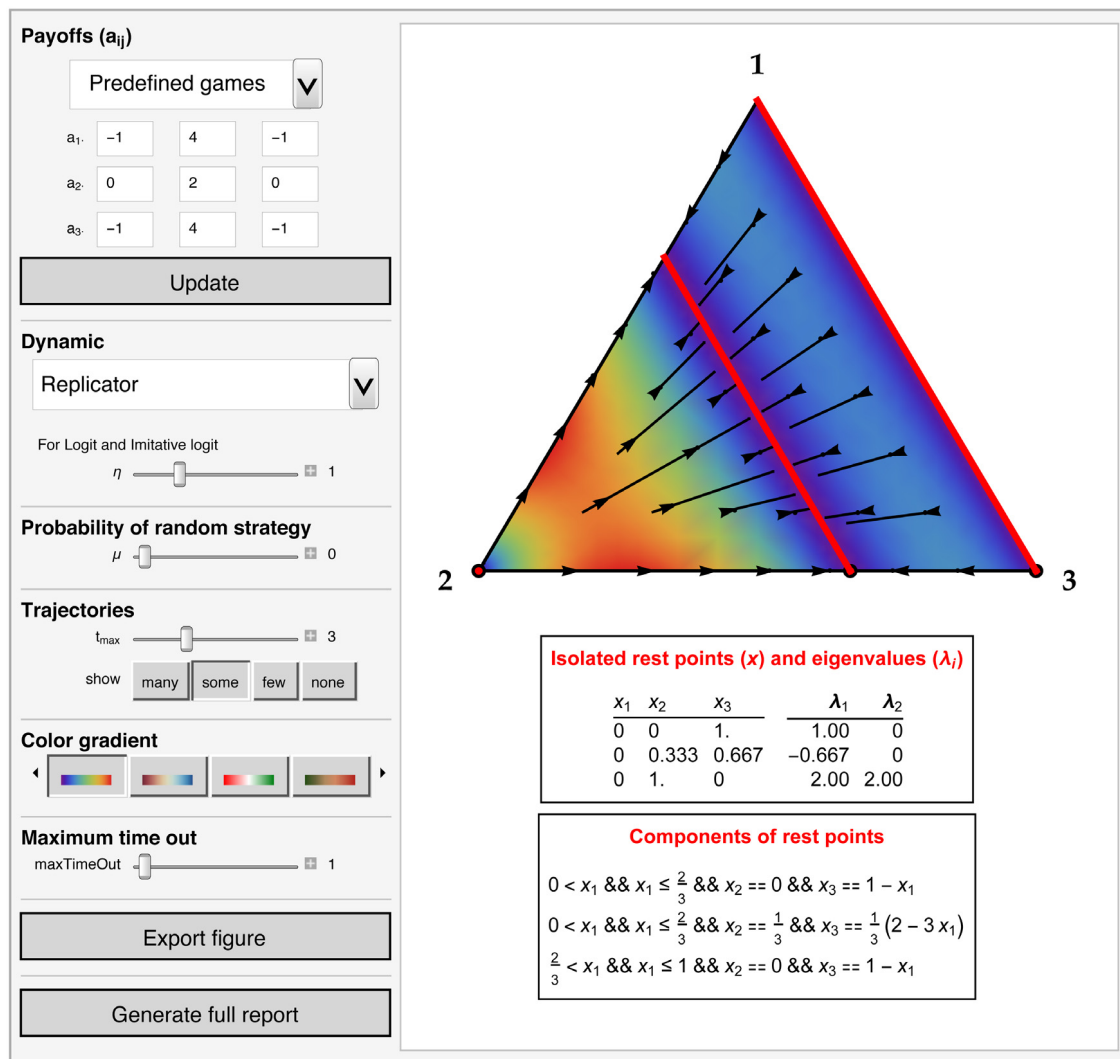 Payoffs (aᵢⱼ)
Predefined games
a₁. −1 4 −1
a₂. 0 2 0
a₃. −1 4 −1
Update
Dynamic
Replicator
For Logit and Imitative logit
η 1
Probability of random strategy
μ 0
Trajectories
tmax 3
show many some few none
Color gradient
Maximum time out
maxTimeOut 1
Export figure
Generate full report
1
2
3
Isolated rest points (x) and eigenvalues (λᵢ)
x₁ x₂ x₃ λ₁ λ₂
0 0 1. 1.00 0
0 0.333 0.667 −0.667 0
0 1. 0 2.00 2.00
Components of rest points
0 < x₁ && x₁ ≤ 2/3 && x₂ == 0 && x₃ == 1 − x₁
0 < x₁ && x₁ ≤ 2/3 && x₂ == 1/3 && x₃ == 1/3 (2 − 3 x₁)
2/3 < x₁ && x₁ ≤ 1 && x₂ == 0 && x₃ == 1 − x₁